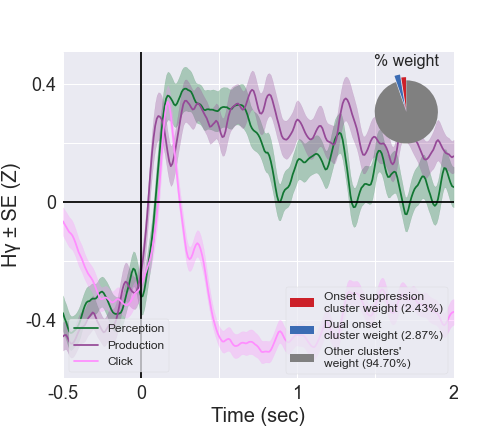 % weight
0.4
0
-0.4
Hγ ± SE (Z)
Perception
Production
Click
Onset suppression
cluster weight (2.43%)
Dual onset
cluster weight (2.87%)
Other clusters'
weight (94.70%)
-0.5
0
1
2
Time (sec)